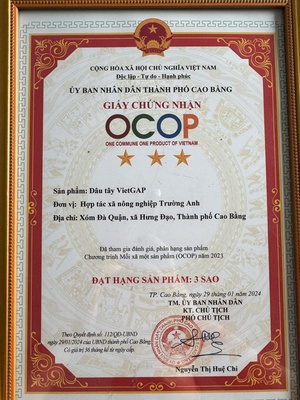 CỘNG HÒA XÃ HỘI CHỦ NGHĨA VIỆT NAM
Độc lập - Tự do - Hạnh phúc
ỦY BAN NHÂN DÂN THÀNH PHỐ CAO BẰNG
GIẤY CHỨNG NHẬN
OCOP
ONE COMMUNE ONE PRODUCT OF VIETNAM
Sản phẩm: Dâu tây VietGAP
Đơn vị: Hợp tác xã nông nghiệp Trường Anh
Địa chỉ: Xóm Đà Quận, xã Hưng Đạo, Thành phố Cao Bằng
Đã tham gia đánh giá, phân hạng sản phẩm
Chương trình Mỗi xã một sản phẩm (OCOP) năm 2023
ĐẠT HẠNG SẢN PHẨM: 3 SAO
TP. Cao Bằng, ngày 29 tháng 01 năm 2024
TM. ỦY BAN NHÂN DÂN
KT. CHỦ TỊCH
PHÓ CHỦ TỊCH
Theo Quyết định số: 112/QĐ-UBND
ngày 29/01/2024 của UBND thành phố Cao Bằng
Có giá trị 36 tháng kể từ ngày cấp.
Nguyễn Thị Huệ Chi